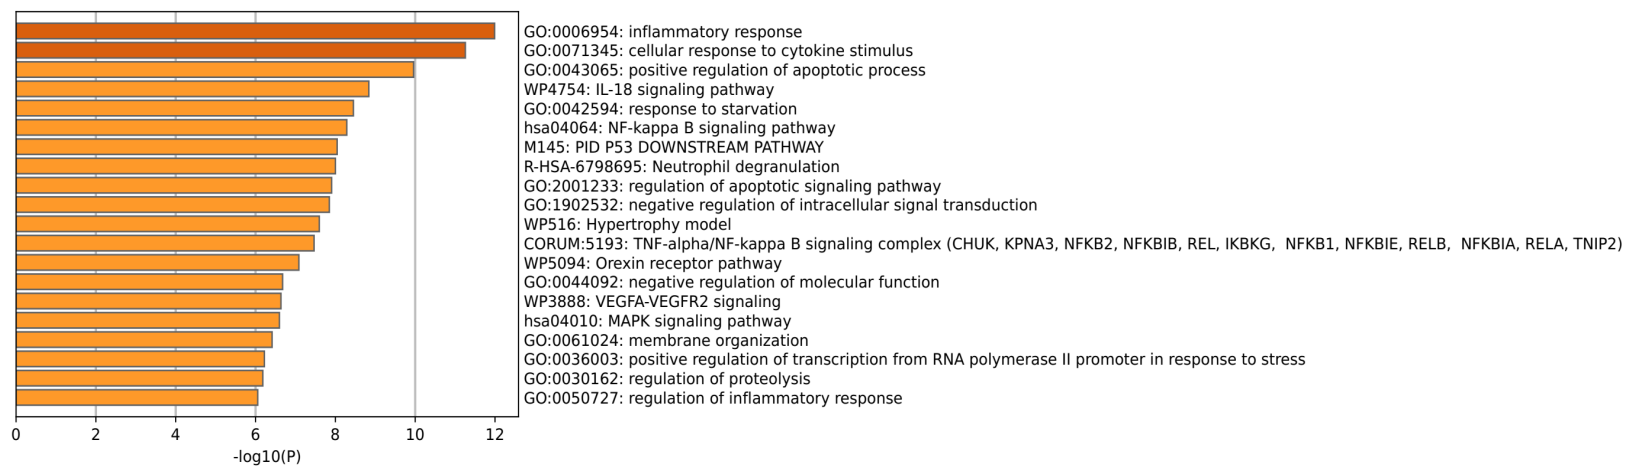 GO:0006954: inflammatory response
GO:0071345: cellular response to cytokine stimulus
GO:0043065: positive regulation of apoptotic process
WP4754: IL-18 signaling pathway
GO:0042594: response to starvation
hsa04064: NF-kappa B signaling pathway
M145: PID P53 DOWNSTREAM PATHWAY
R-HSA-6798695: Neutrophil degranulation
GO:2001233: regulation of apoptotic signaling pathway
GO:1902532: negative regulation of intracellular signal transduction
WP516: Hypertrophy model
CORUM:5193: TNF-alpha/NF-kappa B signaling complex (CHUK, KPNA3, NFKB2, NFKBIB, REL, IKBKG,  NFKB1, NFKBIE, RELB,  NFKBIA, RELA, TNIP2)
WP5094: Orexin receptor pathway
GO:0044092: negative regulation of molecular function
WP3888: VEGFA-VEGFR2 signaling
hsa04010: MAPK signaling pathway
GO:0061024: membrane organization
GO:0036003: positive regulation of transcription from RNA polymerase II promoter in response to stress
GO:0030162: regulation of proteolysis
GO:0050727: regulation of inflammatory response
0 2 4 6 8 10 12
-log10(P)